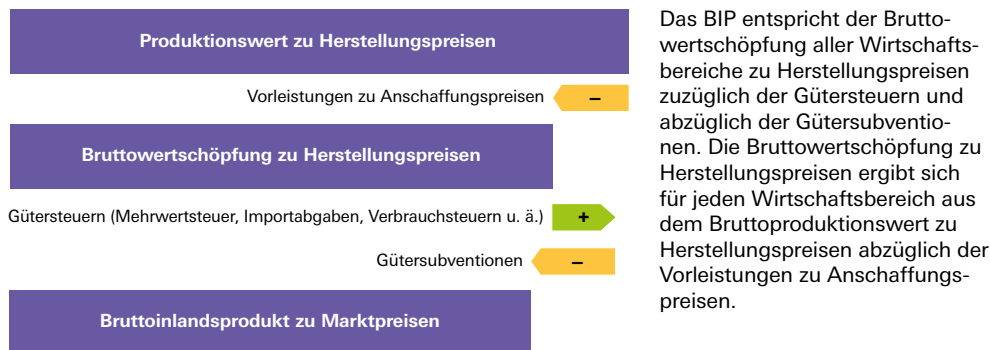 Produktionswert zu Herstellungspreisen
Vorleistungen zu Anschaffungspreisen –
Bruttowertschöpfung zu Herstellungspreisen
Gütersteuern (Mehrwertsteuer, Importabgaben, Verbrauchsteuern u. ä.) +
Gütersubventionen –
Bruttoinlandsprodukt zu Marktpreisen
Das BIP entspricht der Brutto-
wertschöpfung aller Wirtschafts-
bereiche zu Herstellungspreisen
zuzüglich der Gütersteuern und
abzüglich der Gütersubventio-
nen. Die Bruttowertschöpfung zu
Herstellungspreisen ergibt sich
für jeden Wirtschaftsbereich aus
dem Bruttoproduktionswert zu
Herstellungspreisen abzüglich der
Vorleistungen zu Anschaffungs-
preisen.